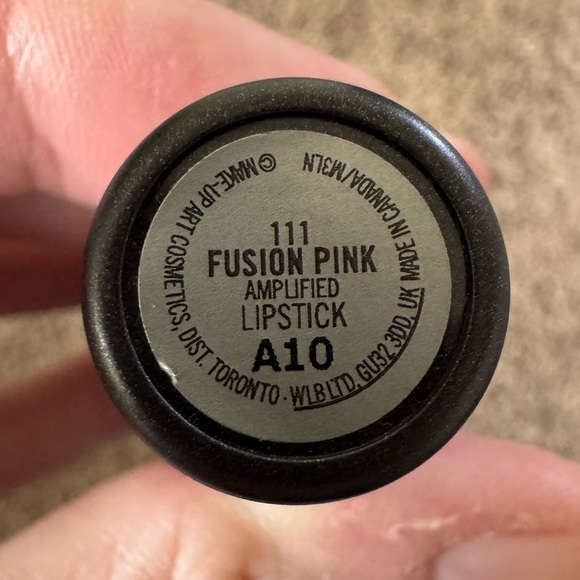 111
FUSION PINK
AMPLIFIED
LIPSTICK
A10
© MAKE-UP ART COSMETICS, DIST. TORONTO · WLB LTD, GU32 3DD, UK MADE IN CANADA/M3LN